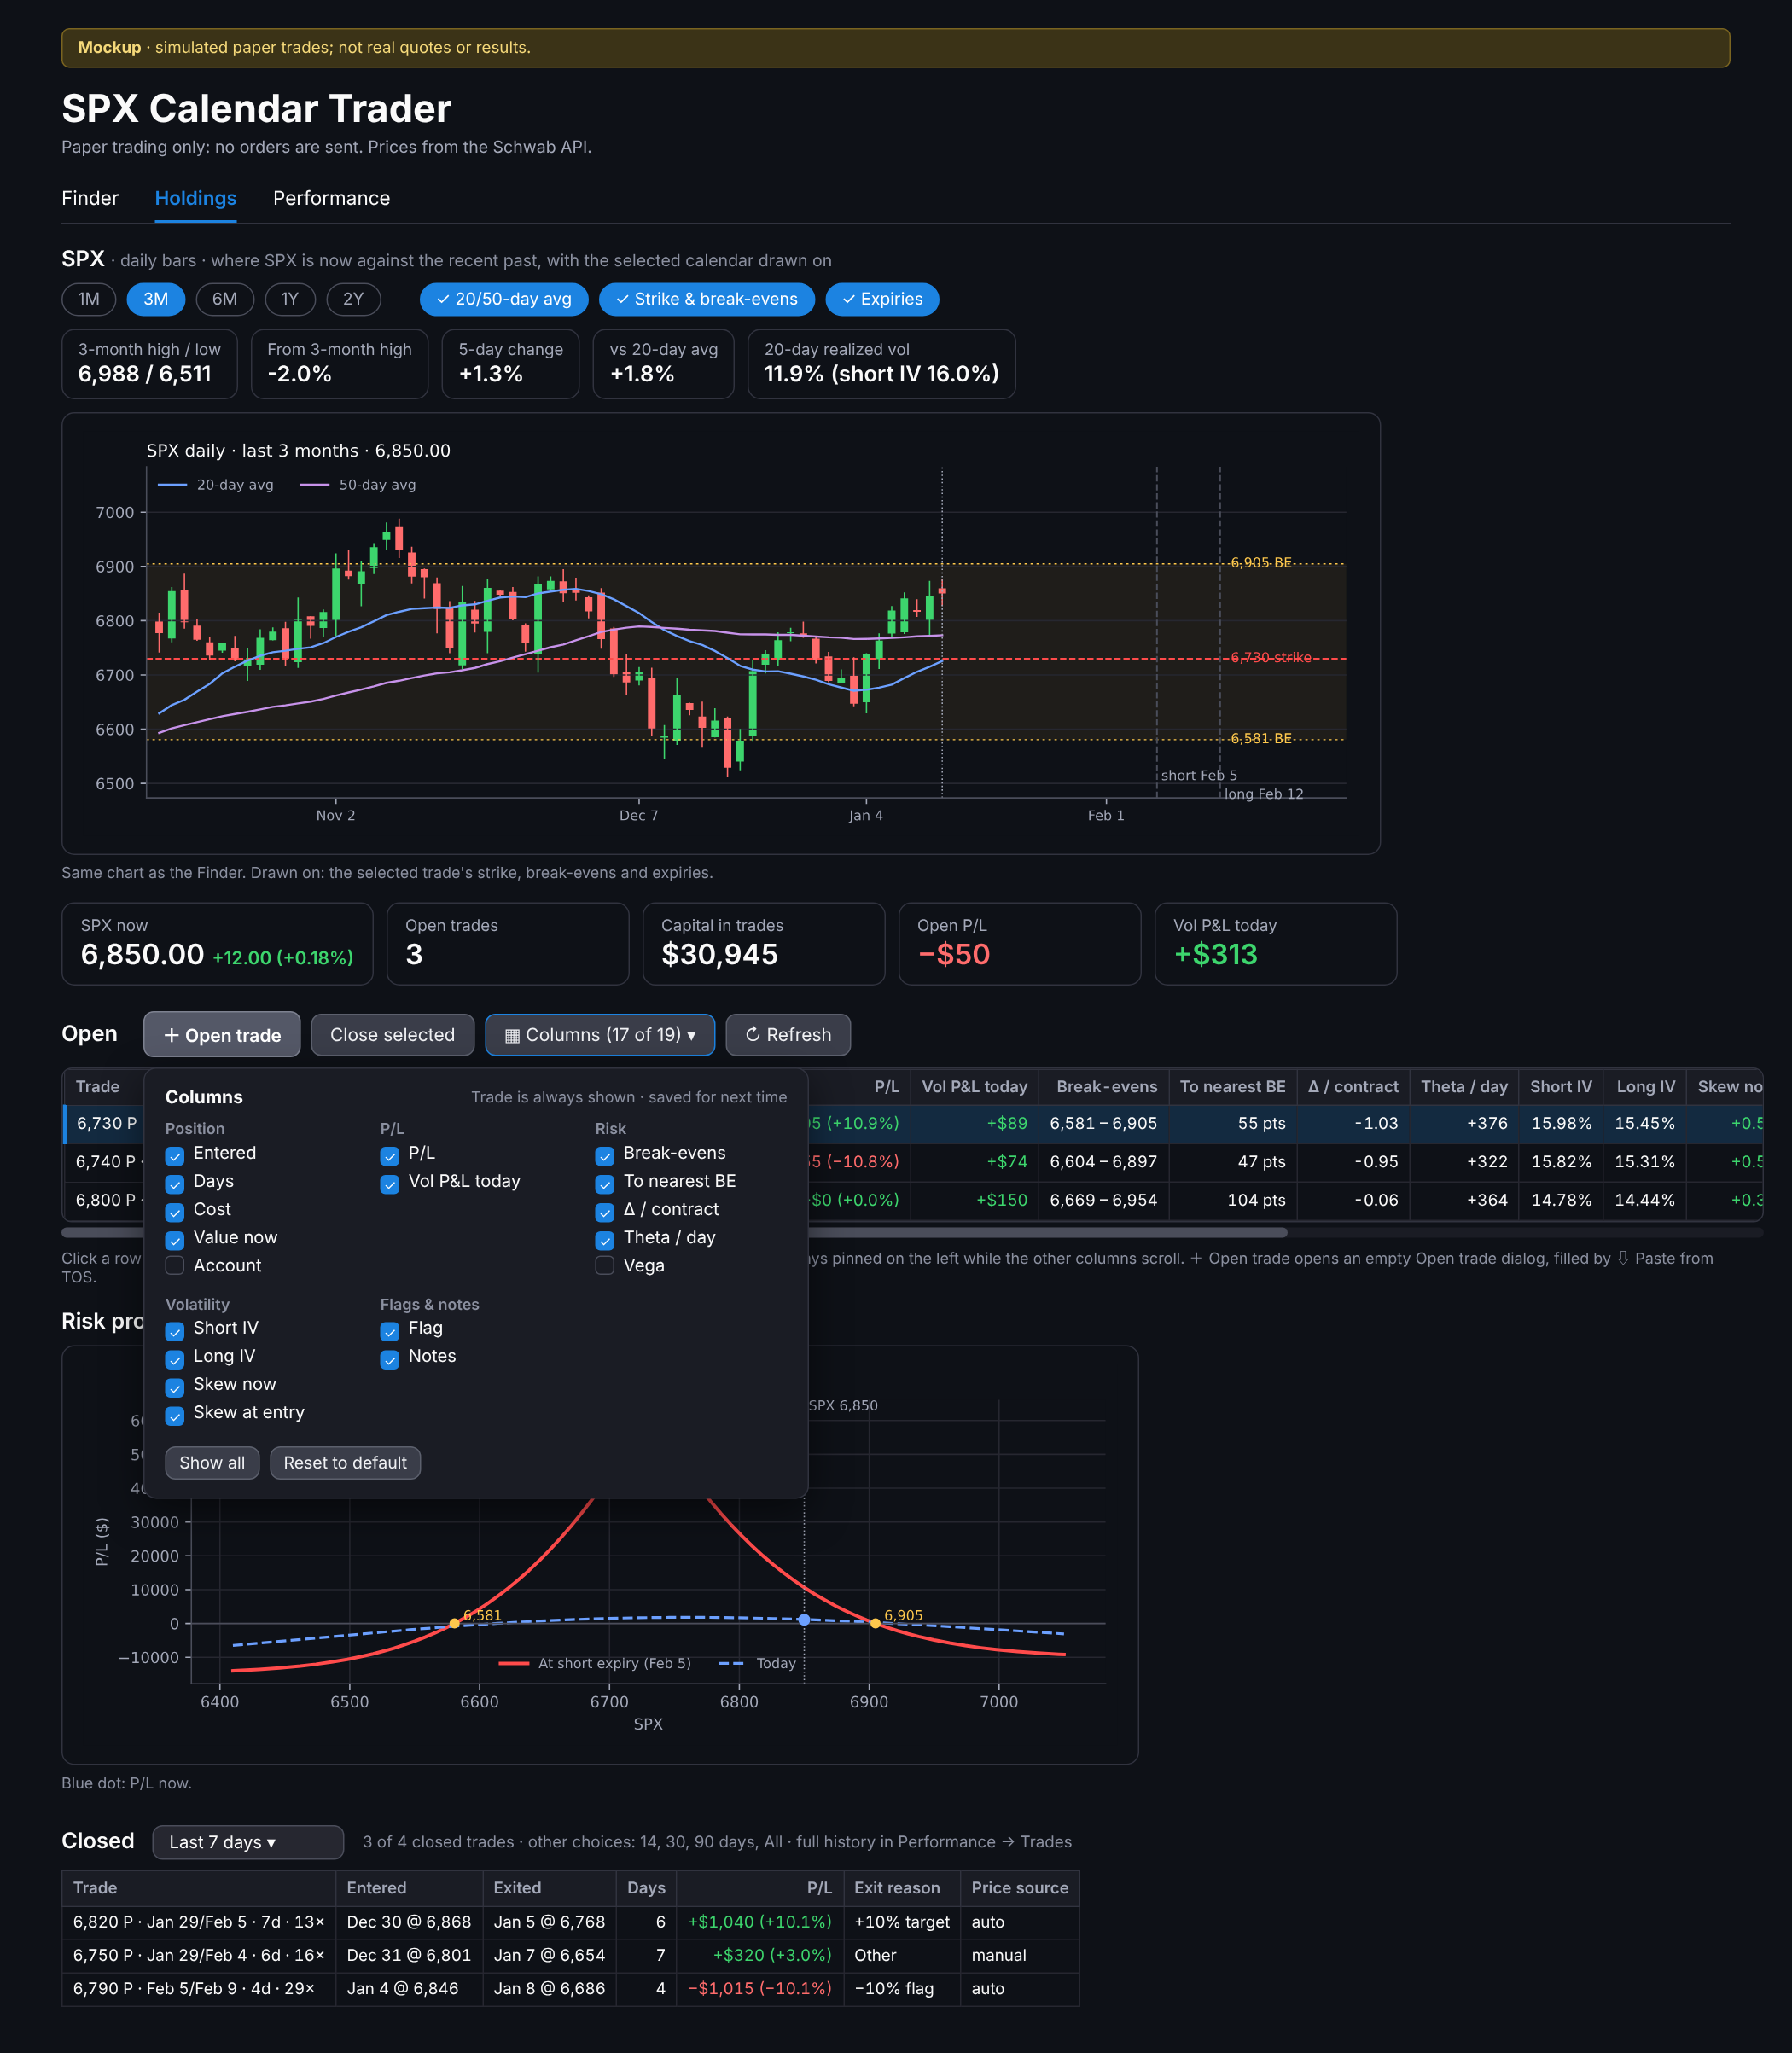 Mockup · simulated paper trades; not real quotes or results.
SPX Calendar Trader
Paper trading only: no orders are sent. Prices from the Schwab API.
Finder Holdings Performance
SPX · daily bars · where SPX is now against the recent past, with the selected calendar drawn on
1M 3M 6M 1Y 2Y ✓ 20/50-day avg ✓ Strike & break-evens ✓ Expiries
3-month high / low From 3-month high 5-day change vs 20-day avg 20-day realized vol
6,988 / 6,511 -2.0% +1.3% +1.8% 11.9% (short IV 16.0%)
SPX daily · last 3 months · 6,850.00
20-day avg 50-day avg
7000
6900
6,905 BE
6800
6700
6,730 strike
6600
6,581 BE
6500
short Feb 5
long Feb 12
Nov 2 Dec 7 Jan 4 Feb 1
Same chart as the Finder. Drawn on: the selected trade's strike, break-evens and expiries.
SPX now Open trades Capital in trades Open P/L Vol P&L today
6,850.00 +12.00 (+0.18%) 3 $30,945 −$50 +$313
Open + Open trade Close selected ▦ Columns (17 of 19) ▾ ↻ Refresh
Trade P/L Vol P&L today Break-evens To nearest BE Δ / contract Theta / day Short IV Long IV Skew no
6,730 P · 5 (+10.9%) +$89 6,581 – 6,905 55 pts -1.03 +376 15.98% 15.45% +0.5
6,740 P · 5 (−10.8%) +$74 6,604 – 6,897 47 pts -0.95 +322 15.82% 15.31% +0.5
6,800 P · $0 (+0.0%) +$150 6,669 – 6,954 104 pts -0.06 +364 14.78% 14.44% +0.3
Columns Trade is always shown · saved for next time
Position P/L Risk
Entered P/L Break-evens
Days Vol P&L today To nearest BE
Cost Δ / contract
Value now Theta / day
Account Vega
Volatility Flags & notes
Short IV Flag
Long IV Notes
Skew now
Skew at entry
Show all Reset to default
Click a row ys pinned on the left while the other columns scroll. + Open trade opens an empty Open trade dialog, filled by ⇩ Paste from
TOS.
Risk pro
SPX 6,850
30000
20000
10000
0
−10000
P/L ($)
6,581 6,905
At short expiry (Feb 5) Today
6400 6500 6600 6700 6800 6900 7000
SPX
Blue dot: P/L now.
Closed Last 7 days ▾ 3 of 4 closed trades · other choices: 14, 30, 90 days, All · full history in Performance → Trades
Trade Entered Exited Days P/L Exit reason Price source
6,820 P · Jan 29/Feb 5 · 7d · 13× Dec 30 @ 6,868 Jan 5 @ 6,768 6 +$1,040 (+10.1%) +10% target auto
6,750 P · Jan 29/Feb 4 · 6d · 16× Dec 31 @ 6,801 Jan 7 @ 6,654 7 +$320 (+3.0%) Other manual
6,790 P · Feb 5/Feb 9 · 4d · 29× Jan 4 @ 6,846 Jan 8 @ 6,686 4 −$1,015 (−10.1%) −10% flag auto